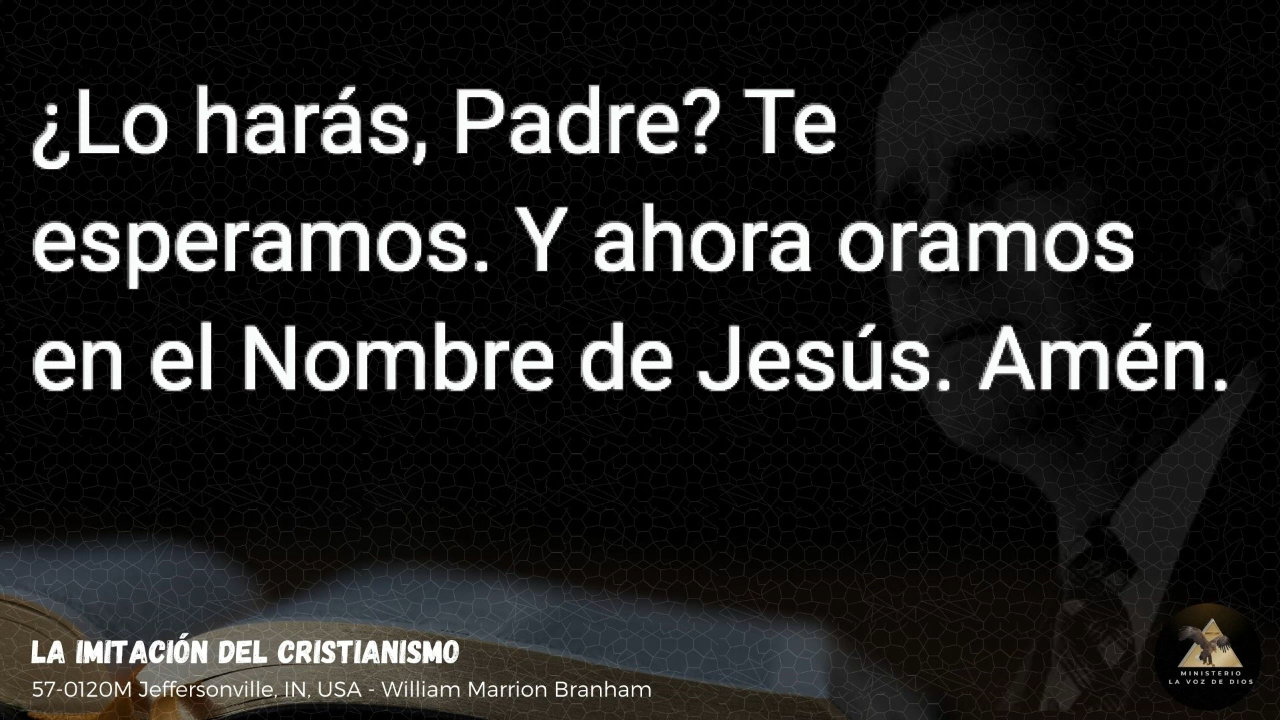 ¿Lo harás, Padre? Te
esperamos. Y ahora oramos
en el Nombre de Jesús. Amén.
LA IMITACIÓN DEL CRISTIANISMO
57-0120M Jeffersonville, IN, USA - William Marrion Branham
MINISTERIO
LA VOZ DE DIOS